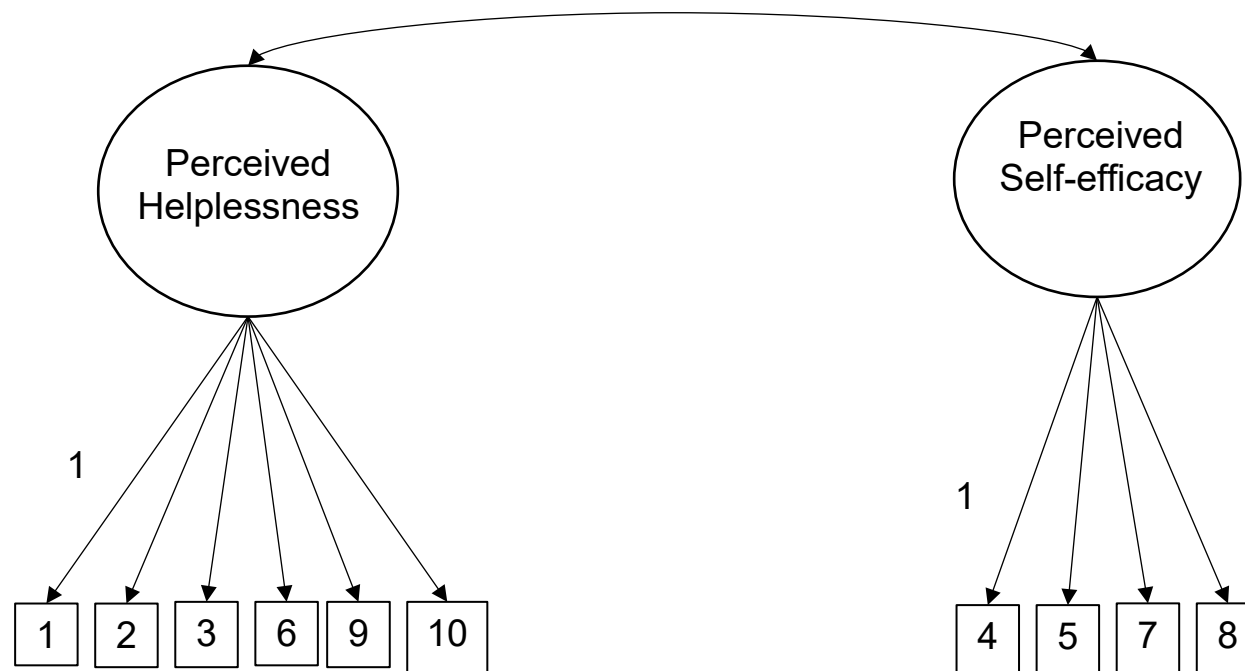 Perceived
Helplessness
Perceived
Self-efficacy
1
1
1 2 3 6 9 10
4 5 7 8